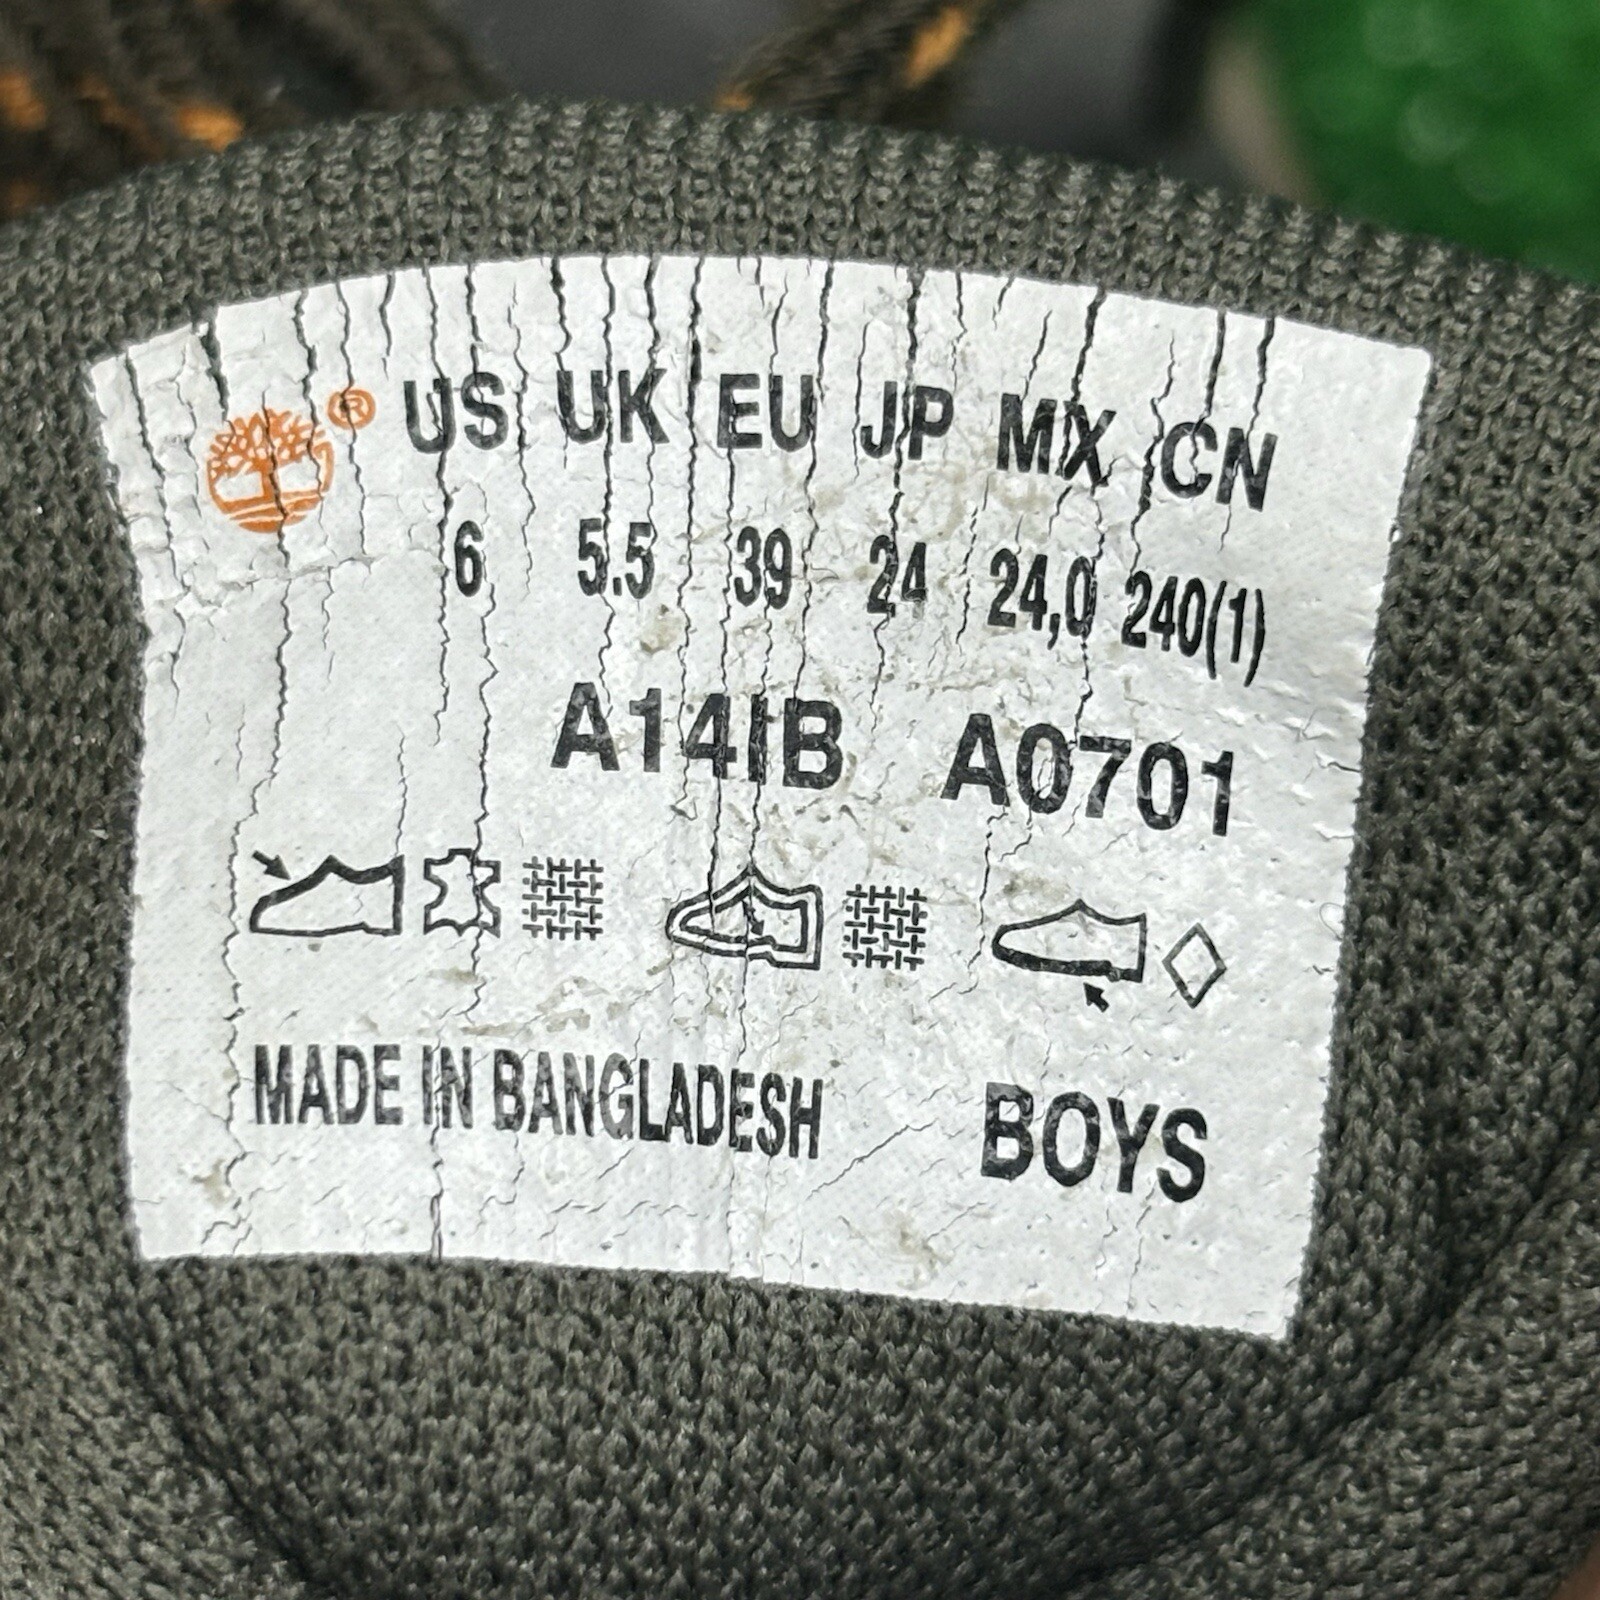 ® US UK EU JP MX CN
6 5.5 39 24 24,0 240(1)
A14IB A0701
MADE IN BANGLADESH BOYS